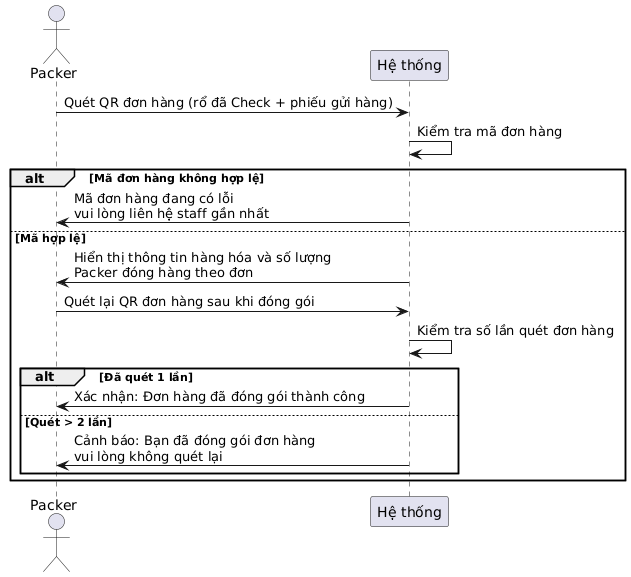 Packer
Hệ thống
Quét QR đơn hàng (rổ đã Check + phiếu gửi hàng)
Kiểm tra mã đơn hàng
alt
[Mã đơn hàng không hợp lệ]
Mã đơn hàng đang có lỗi
vui lòng liên hệ staff gần nhất
[Mã hợp lệ]
Hiển thị thông tin hàng hóa và số lượng
Packer đóng hàng theo đơn
Quét lại QR đơn hàng sau khi đóng gói
Kiểm tra số lần quét đơn hàng
alt
[Đã quét 1 lần]
Xác nhận: Đơn hàng đã đóng gói thành công
[Quét > 2 lần]
Cảnh báo: Bạn đã đóng gói đơn hàng
vui lòng không quét lại
Packer
Hệ thống